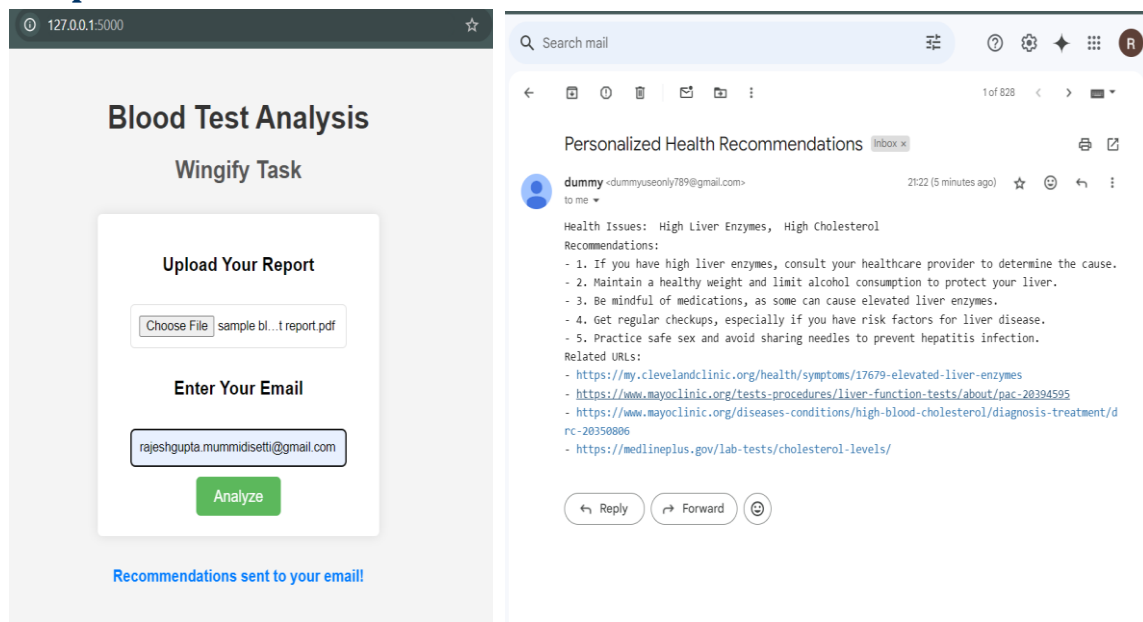 127.0.0.1:5000
Blood Test Analysis
Wingify Task
Upload Your Report
Choose File sample bl...t report.pdf
Enter Your Email
rajeshgupta.mummidisetti@gmail.com
Analyze
Recommendations sent to your email!
Search mail
R
1 of 828
Personalized Health Recommendations Inbox ×
dummy <dummyuseonly789@gmail.com> 21:22 (5 minutes ago)
to me
Health Issues: High Liver Enzymes, High Cholesterol
Recommendations:
- 1. If you have high liver enzymes, consult your healthcare provider to determine the cause.
- 2. Maintain a healthy weight and limit alcohol consumption to protect your liver.
- 3. Be mindful of medications, as some can cause elevated liver enzymes.
- 4. Get regular checkups, especially if you have risk factors for liver disease.
- 5. Practice safe sex and avoid sharing needles to prevent hepatitis infection.
Related URLs:
- https://my.clevelandclinic.org/health/symptoms/17679-elevated-liver-enzymes
- https://www.mayoclinic.org/tests-procedures/liver-function-tests/about/pac-20394595
- https://www.mayoclinic.org/diseases-conditions/high-blood-cholesterol/diagnosis-treatment/d
rc-20350806
- https://medlineplus.gov/lab-tests/cholesterol-levels/
Reply
Forward